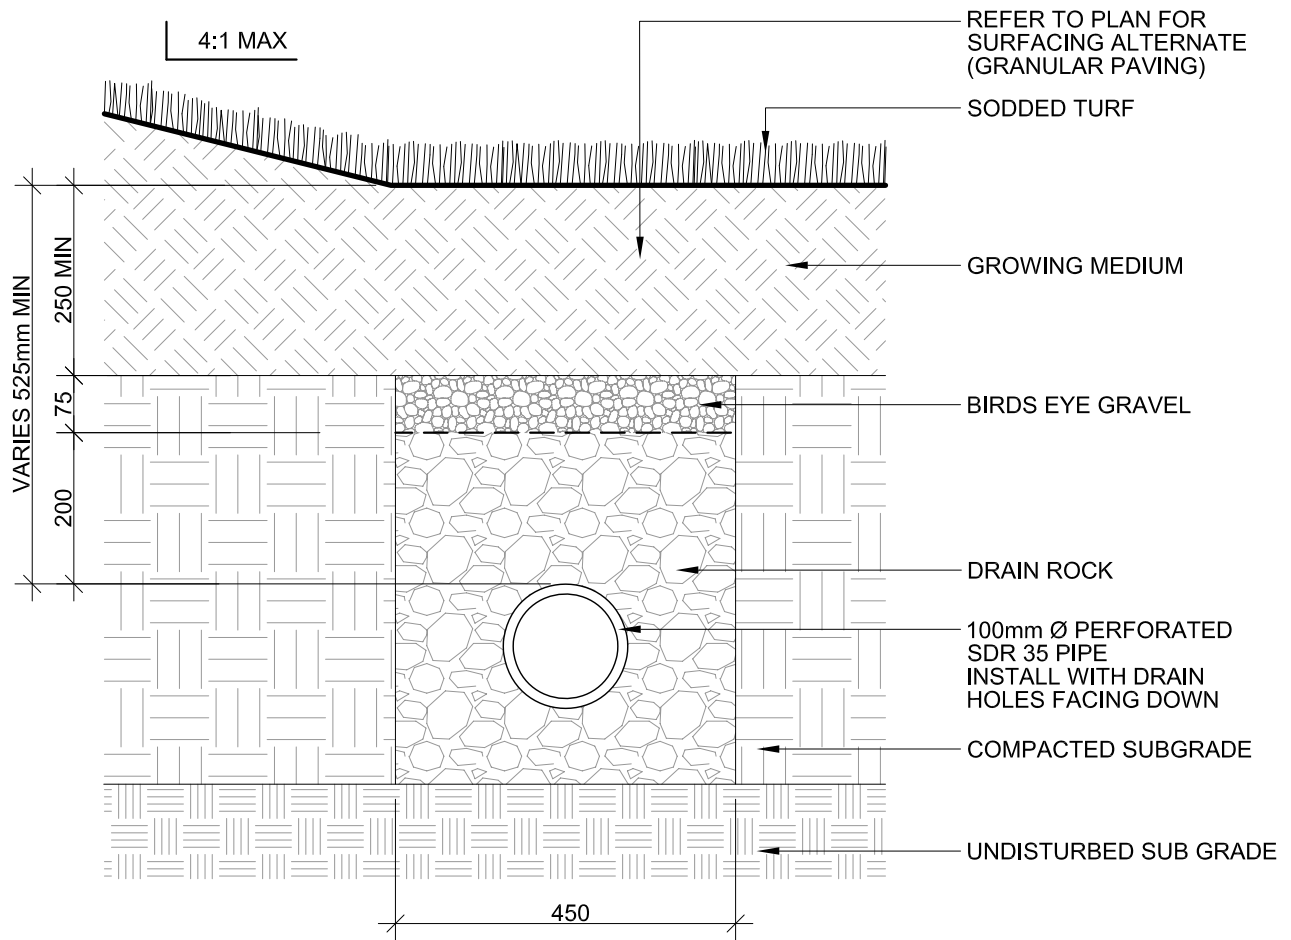 4:1 MAX
REFER TO PLAN FOR
SURFACING ALTERNATE
(GRANULAR PAVING)
SODDED TURF
GROWING MEDIUM
VARIES 525mm MIN
250 MIN
75
200
BIRDS EYE GRAVEL
DRAIN ROCK
100mm Ø PERFORATED
SDR 35 PIPE
INSTALL WITH DRAIN
HOLES FACING DOWN
COMPACTED SUBGRADE
UNDISTURBED SUB GRADE
450